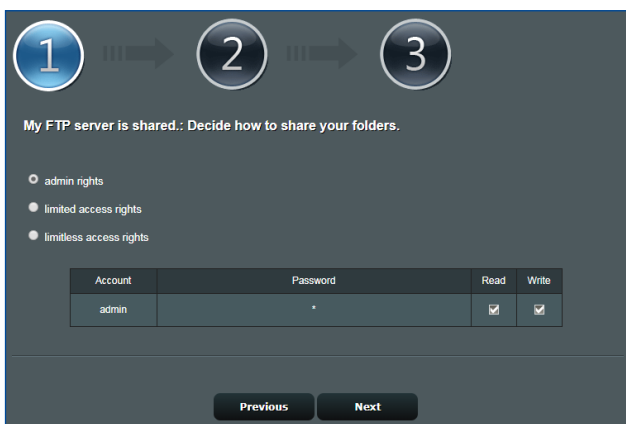 1 2 3
My FTP server is shared.: Decide how to share your folders.
admin rights
limited access rights
limitless access rights
Account Password Read Write
admin *
Previous Next